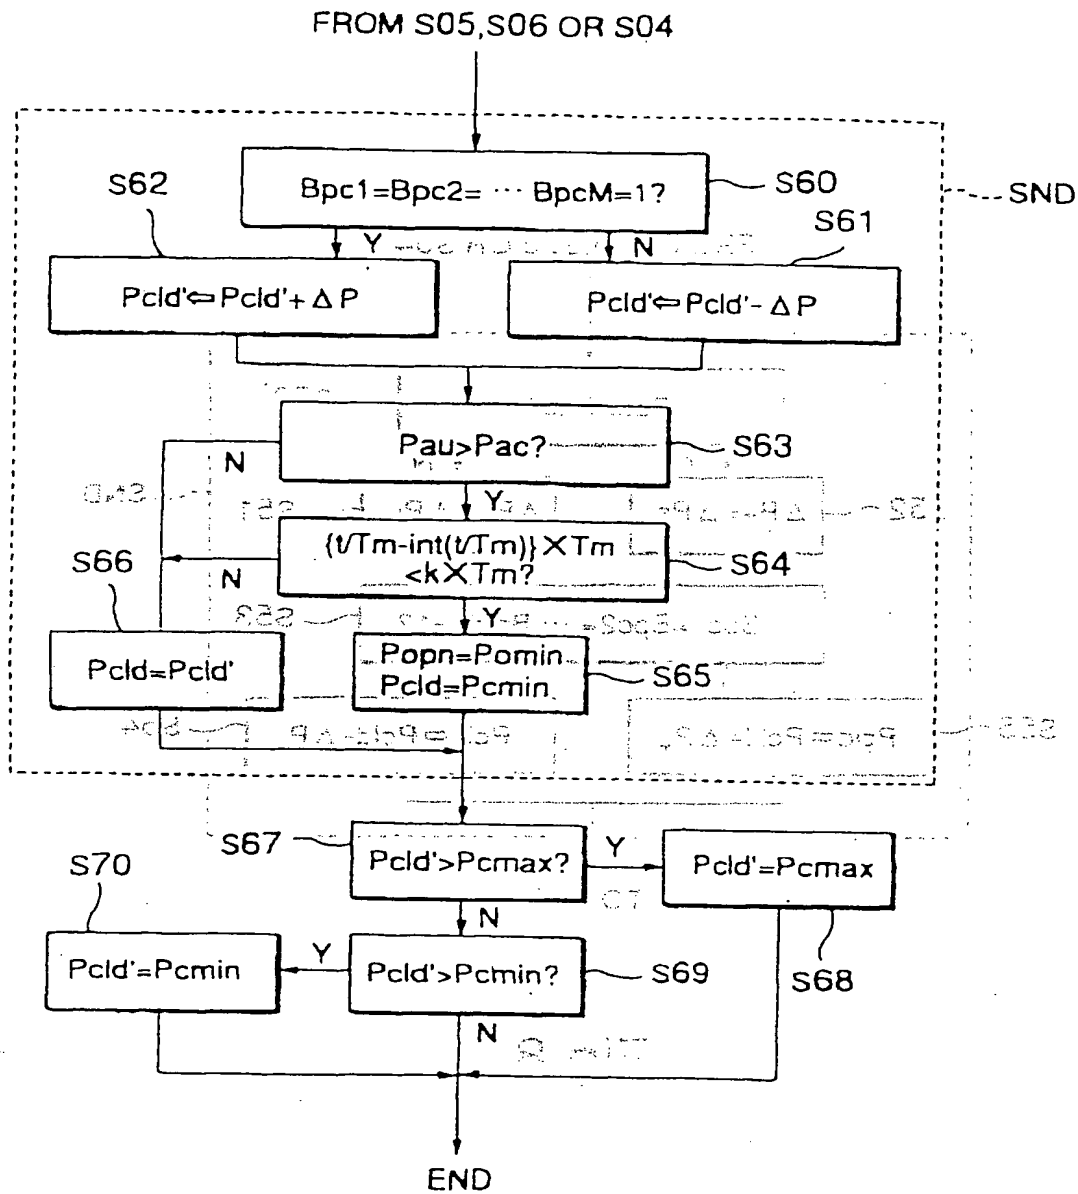 FROM S05,S06 OR S04
S62
Bpc1=Bpc2= ··· BpcM=1?
S60
SND
S61
Y
N
Pcld'⇦Pcld'+ΔP
Pcld'⇦Pcld'-ΔP
Pau>Pac?
S63
N
Y
{t/Tm-int(t/Tm)}×Tm
<k×Tm?
S64
S66
N
Y
Pcld=Pcld'
Popn=Pomin
Pcld=Pcmin
S65
S67
Pcld'>Pcmax?
Y
Pcld'=Pcmax
S70
N
S68
Pcld'=Pcmin
Y
Pcld'>Pcmin?
S69
N
END